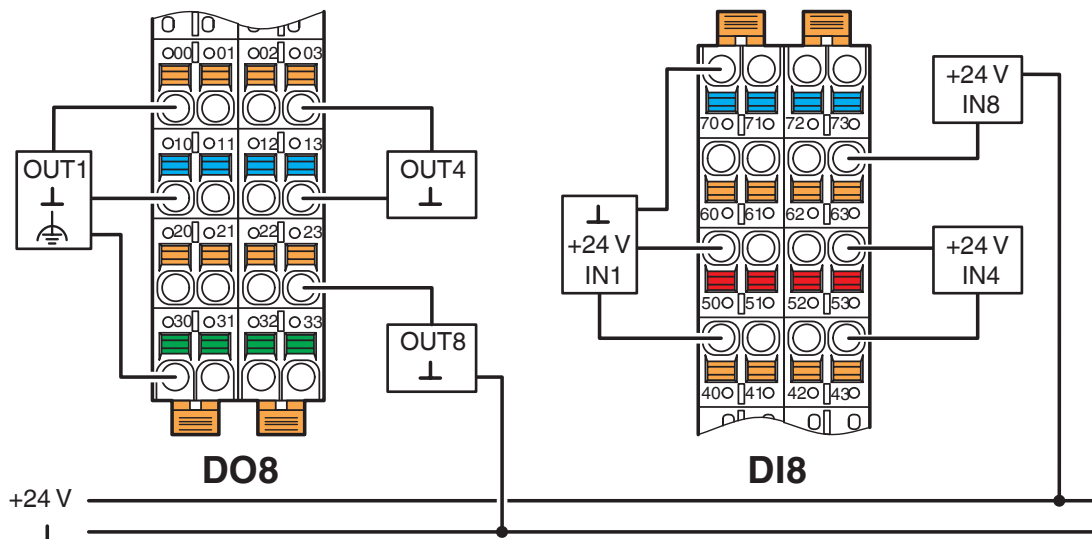 00 01 02 03
OUT1
10 11 12 13
OUT4
20 21 22 23
30 31 32 33
OUT8
DO8
+24 V
IN8
70 71 72 73
60 61 62 63
+24 V
IN1
+24 V
IN4
50 51 52 53
40 41 42 43
DI8
+24 V